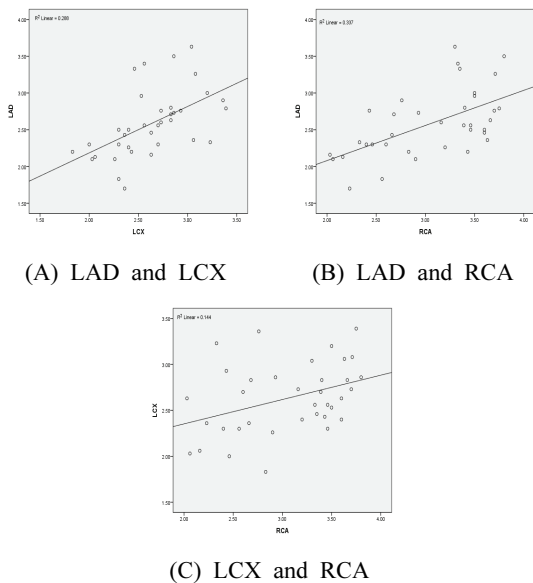 R² Linear = 0.288
4.00
3.50
3.00
LAD
2.50
2.00
1.50
1.50 2.00 2.50 3.00 3.50
LCX
(A) LAD and LCX
R² Linear = 0.337
4.00
3.50
3.00
LAD
2.50
2.00
1.50
2.00 2.50 3.00 3.50 4.00
RCA
(B) LAD and RCA
R² Linear = 0.144
3.50
3.00
LCX
2.50
2.00
1.50
2.00 2.50 3.00 3.50 4.00
RCA
(C) LCX and RCA